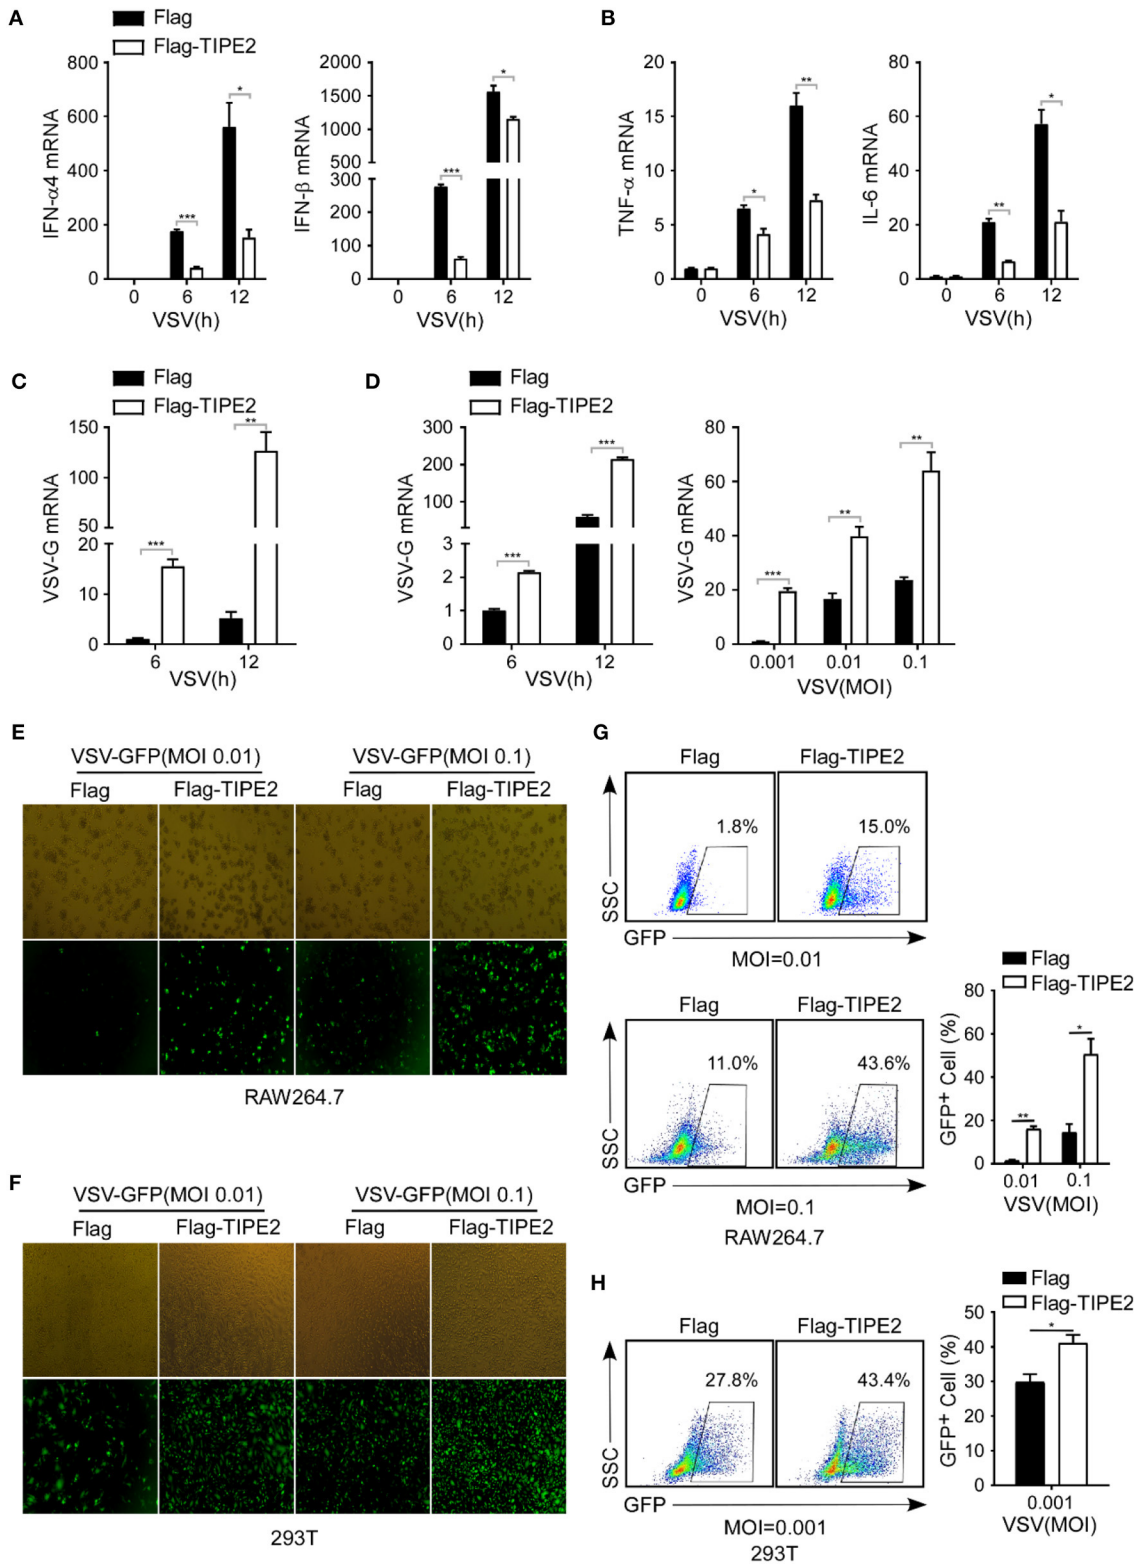 A
Flag
Flag-TIPE2
IFN-α4 mRNA
800
600
400
200
0
*
***
0
6
12
VSV(h)
IFN-β mRNA
2000
1500
1000
500
300
200
100
0
*
***
0
6
12
VSV(h)
B
TNF-α mRNA
20
15
10
5
0
**
*
0
6
12
VSV(h)
IL-6 mRNA
80
60
40
20
0
*
**
0
6
12
VSV(h)
C
Flag
Flag-TIPE2
VSV-G mRNA
150
100
50
20
10
0
**
***
6
12
VSV(h)
D
Flag
Flag-TIPE2
VSV-G mRNA
300
200
100
3
2
1
0
***
***
6
12
VSV(h)
VSV-G mRNA
80
60
40
20
0
***
**
**
0.001
0.01
0.1
VSV(MOI)
E
VSV-GFP(MOI 0.01)
VSV-GFP(MOI 0.1)
Flag
Flag-TIPE2
Flag
Flag-TIPE2
RAW264.7
F
VSV-GFP(MOI 0.01)
VSV-GFP(MOI 0.1)
Flag
Flag-TIPE2
Flag
Flag-TIPE2
293T
G
Flag
Flag-TIPE2
1.8%
15.0%
SSC
GFP
MOI=0.01
Flag
Flag-TIPE2
11.0%
43.6%
SSC
GFP
MOI=0.1
RAW264.7
Flag
Flag-TIPE2
GFP+ Cell (%)
80
60
40
20
0
**
*
0.01
0.1
VSV(MOI)
H
Flag
Flag-TIPE2
27.8%
43.4%
SSC
GFP
MOI=0.001
293T
Flag
Flag-TIPE2
GFP+ Cell (%)
50
40
30
20
10
0
*
0.001
VSV(MOI)